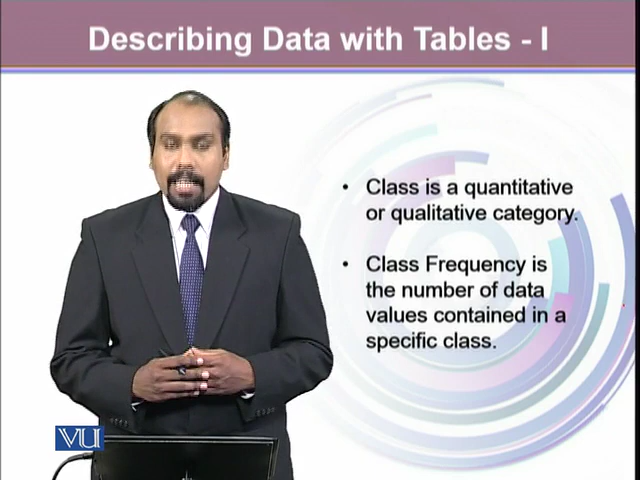 Describing Data with Tables - I
• Class is a quantitative
or qualitative category.
• Class Frequency is
the number of data
values contained in a
specific class.
VU